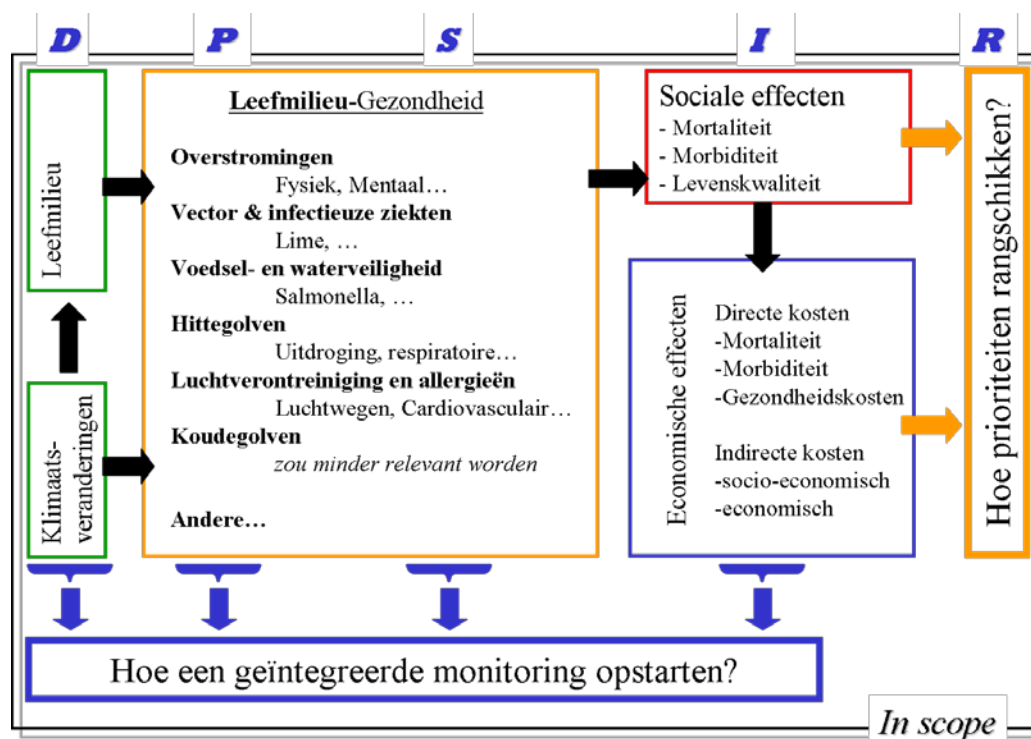 D P S I R
Leefmilieu
Klimaats-
veranderingen
Leefmilieu-Gezondheid
Overstromingen
Fysiek, Mentaal…
Vector & infectieuze ziekten
Lime, …
Voedsel- en waterveiligheid
Salmonella, …
Hittegolven
Uitdroging, respiratoire…
Luchtverontreiniging en allergieën
Luchtwegen, Cardiovasculair…
Koudegolven
zou minder relevant worden
Andere…
Sociale effecten
- Mortaliteit
- Morbiditeit
- Levenskwaliteit
Economische effecten
Directe kosten
-Mortaliteit
-Morbiditeit
-Gezondheidskosten
Indirecte kosten
-socio-economisch
-economisch
Hoe prioriteiten rangschikken?
Hoe een geïntegreerde monitoring opstarten?
In scope